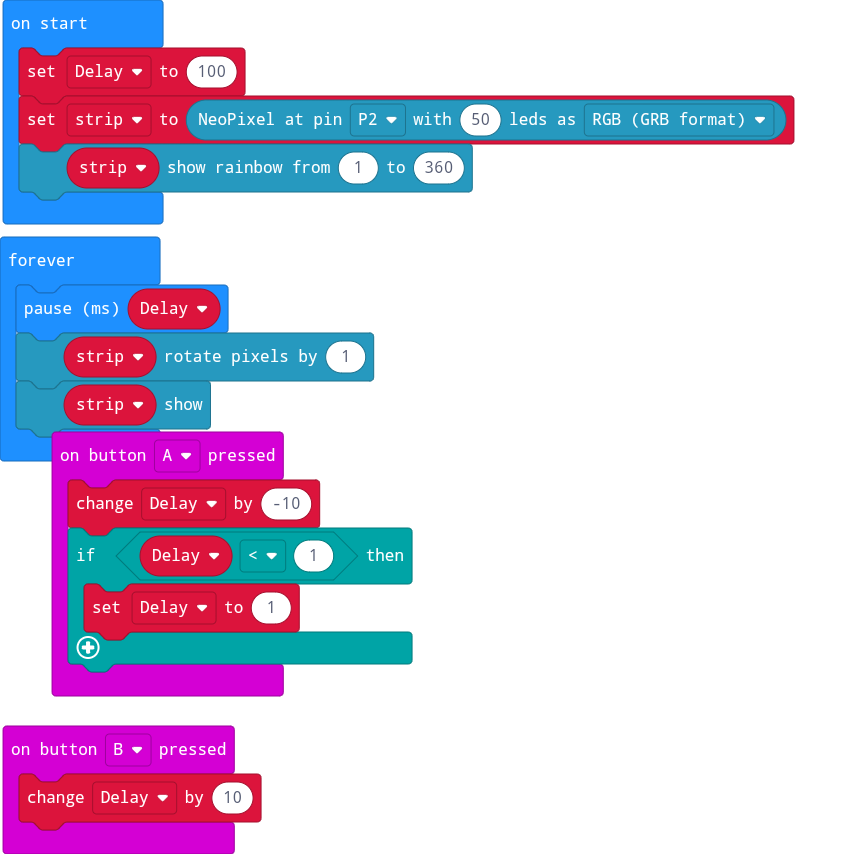 on start
set Delay to 100
set strip to NeoPixel at pin P2 with 50 leds as RGB (GRB format)
strip show rainbow from 1 to 360
forever
pause (ms) Delay
strip rotate pixels by 1
strip show
on button A pressed
change Delay by -10
if Delay < 1 then
set Delay to 1
on button B pressed
change Delay by 10